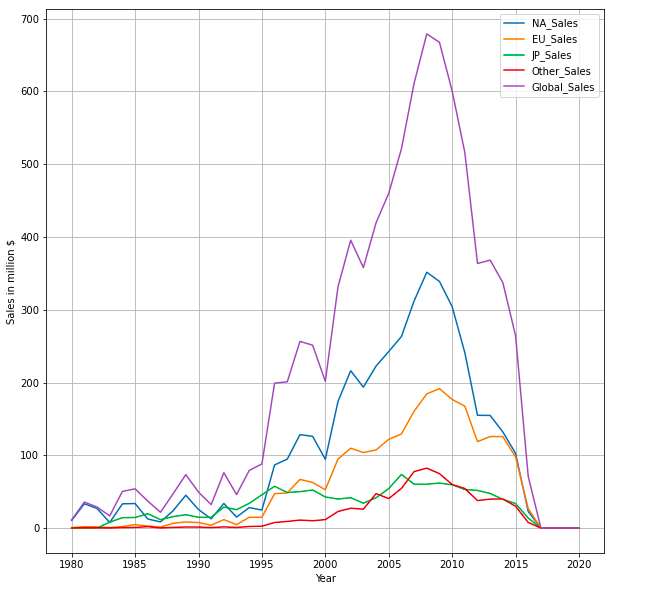 700
600
500
400
300
200
100
0
Sales in million $
NA_Sales
EU_Sales
JP_Sales
Other_Sales
Global_Sales
1980 1985 1990 1995 2000 2005 2010 2015 2020
Year